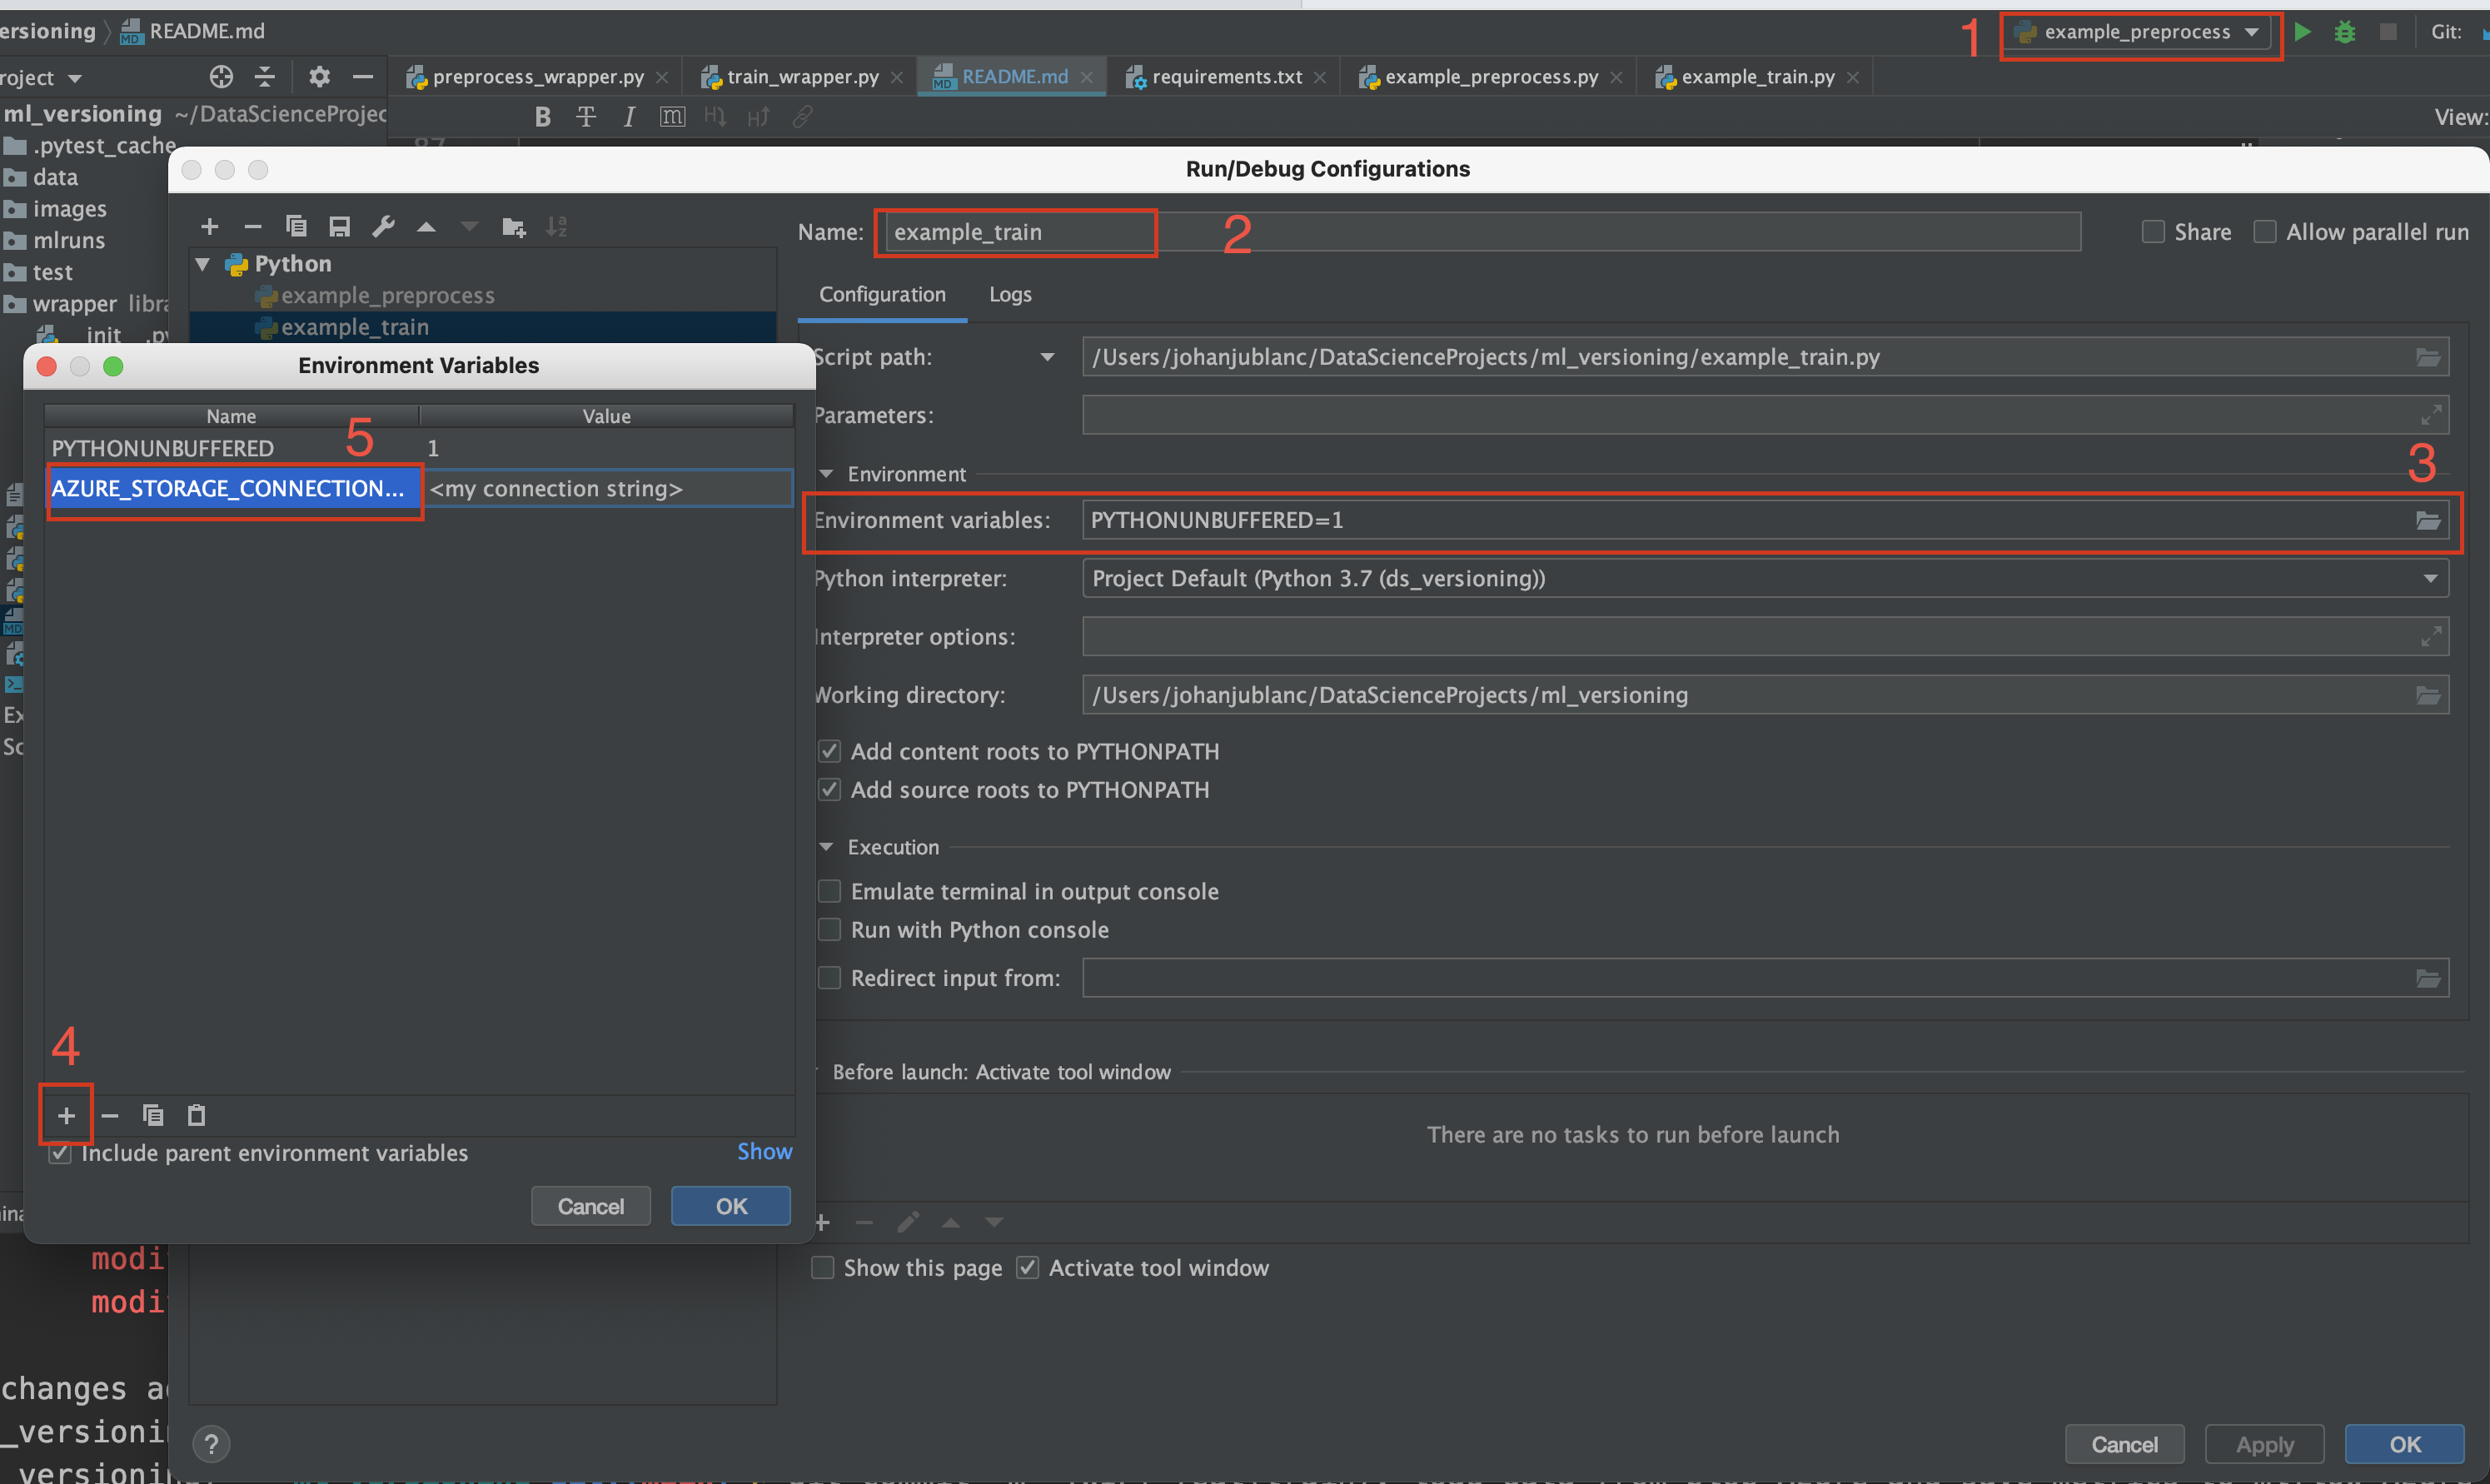 ersioning README.md
1
example_preprocess
Git:
roject
preprocess_wrapper.py
train_wrapper.py
README.md
requirements.txt
example_preprocess.py
example_train.py
ml_versioning ~/DataScienceProjec
B T I m H H
View:
.pytest_cache
data
images
mlruns
test
wrapper libra
init .py
Run/Debug Configurations
Name: example_train
2
Share
Allow parallel run
Python
example_preprocess
example_train
Configuration
Logs
Script path: /Users/johanjublanc/DataScienceProjects/ml_versioning/example_train.py
Parameters:
3
Environment
Environment variables: PYTHONUNBUFFERED=1
Python interpreter: Project Default (Python 3.7 (ds_versioning))
Interpreter options:
Working directory: /Users/johanjublanc/DataScienceProjects/ml_versioning
Add content roots to PYTHONPATH
Add source roots to PYTHONPATH
Execution
Emulate terminal in output console
Run with Python console
Redirect input from:
Before launch: Activate tool window
There are no tasks to run before launch
Show this page
Activate tool window
Cancel
Apply
OK
?
Environment Variables
Name
Value
5
PYTHONUNBUFFERED 1
AZURE_STORAGE_CONNECTION... <my connection string>
4
Include parent environment variables
Show
Cancel
OK
MD
Ex
Sc
modi
modi
changes a
_versioni